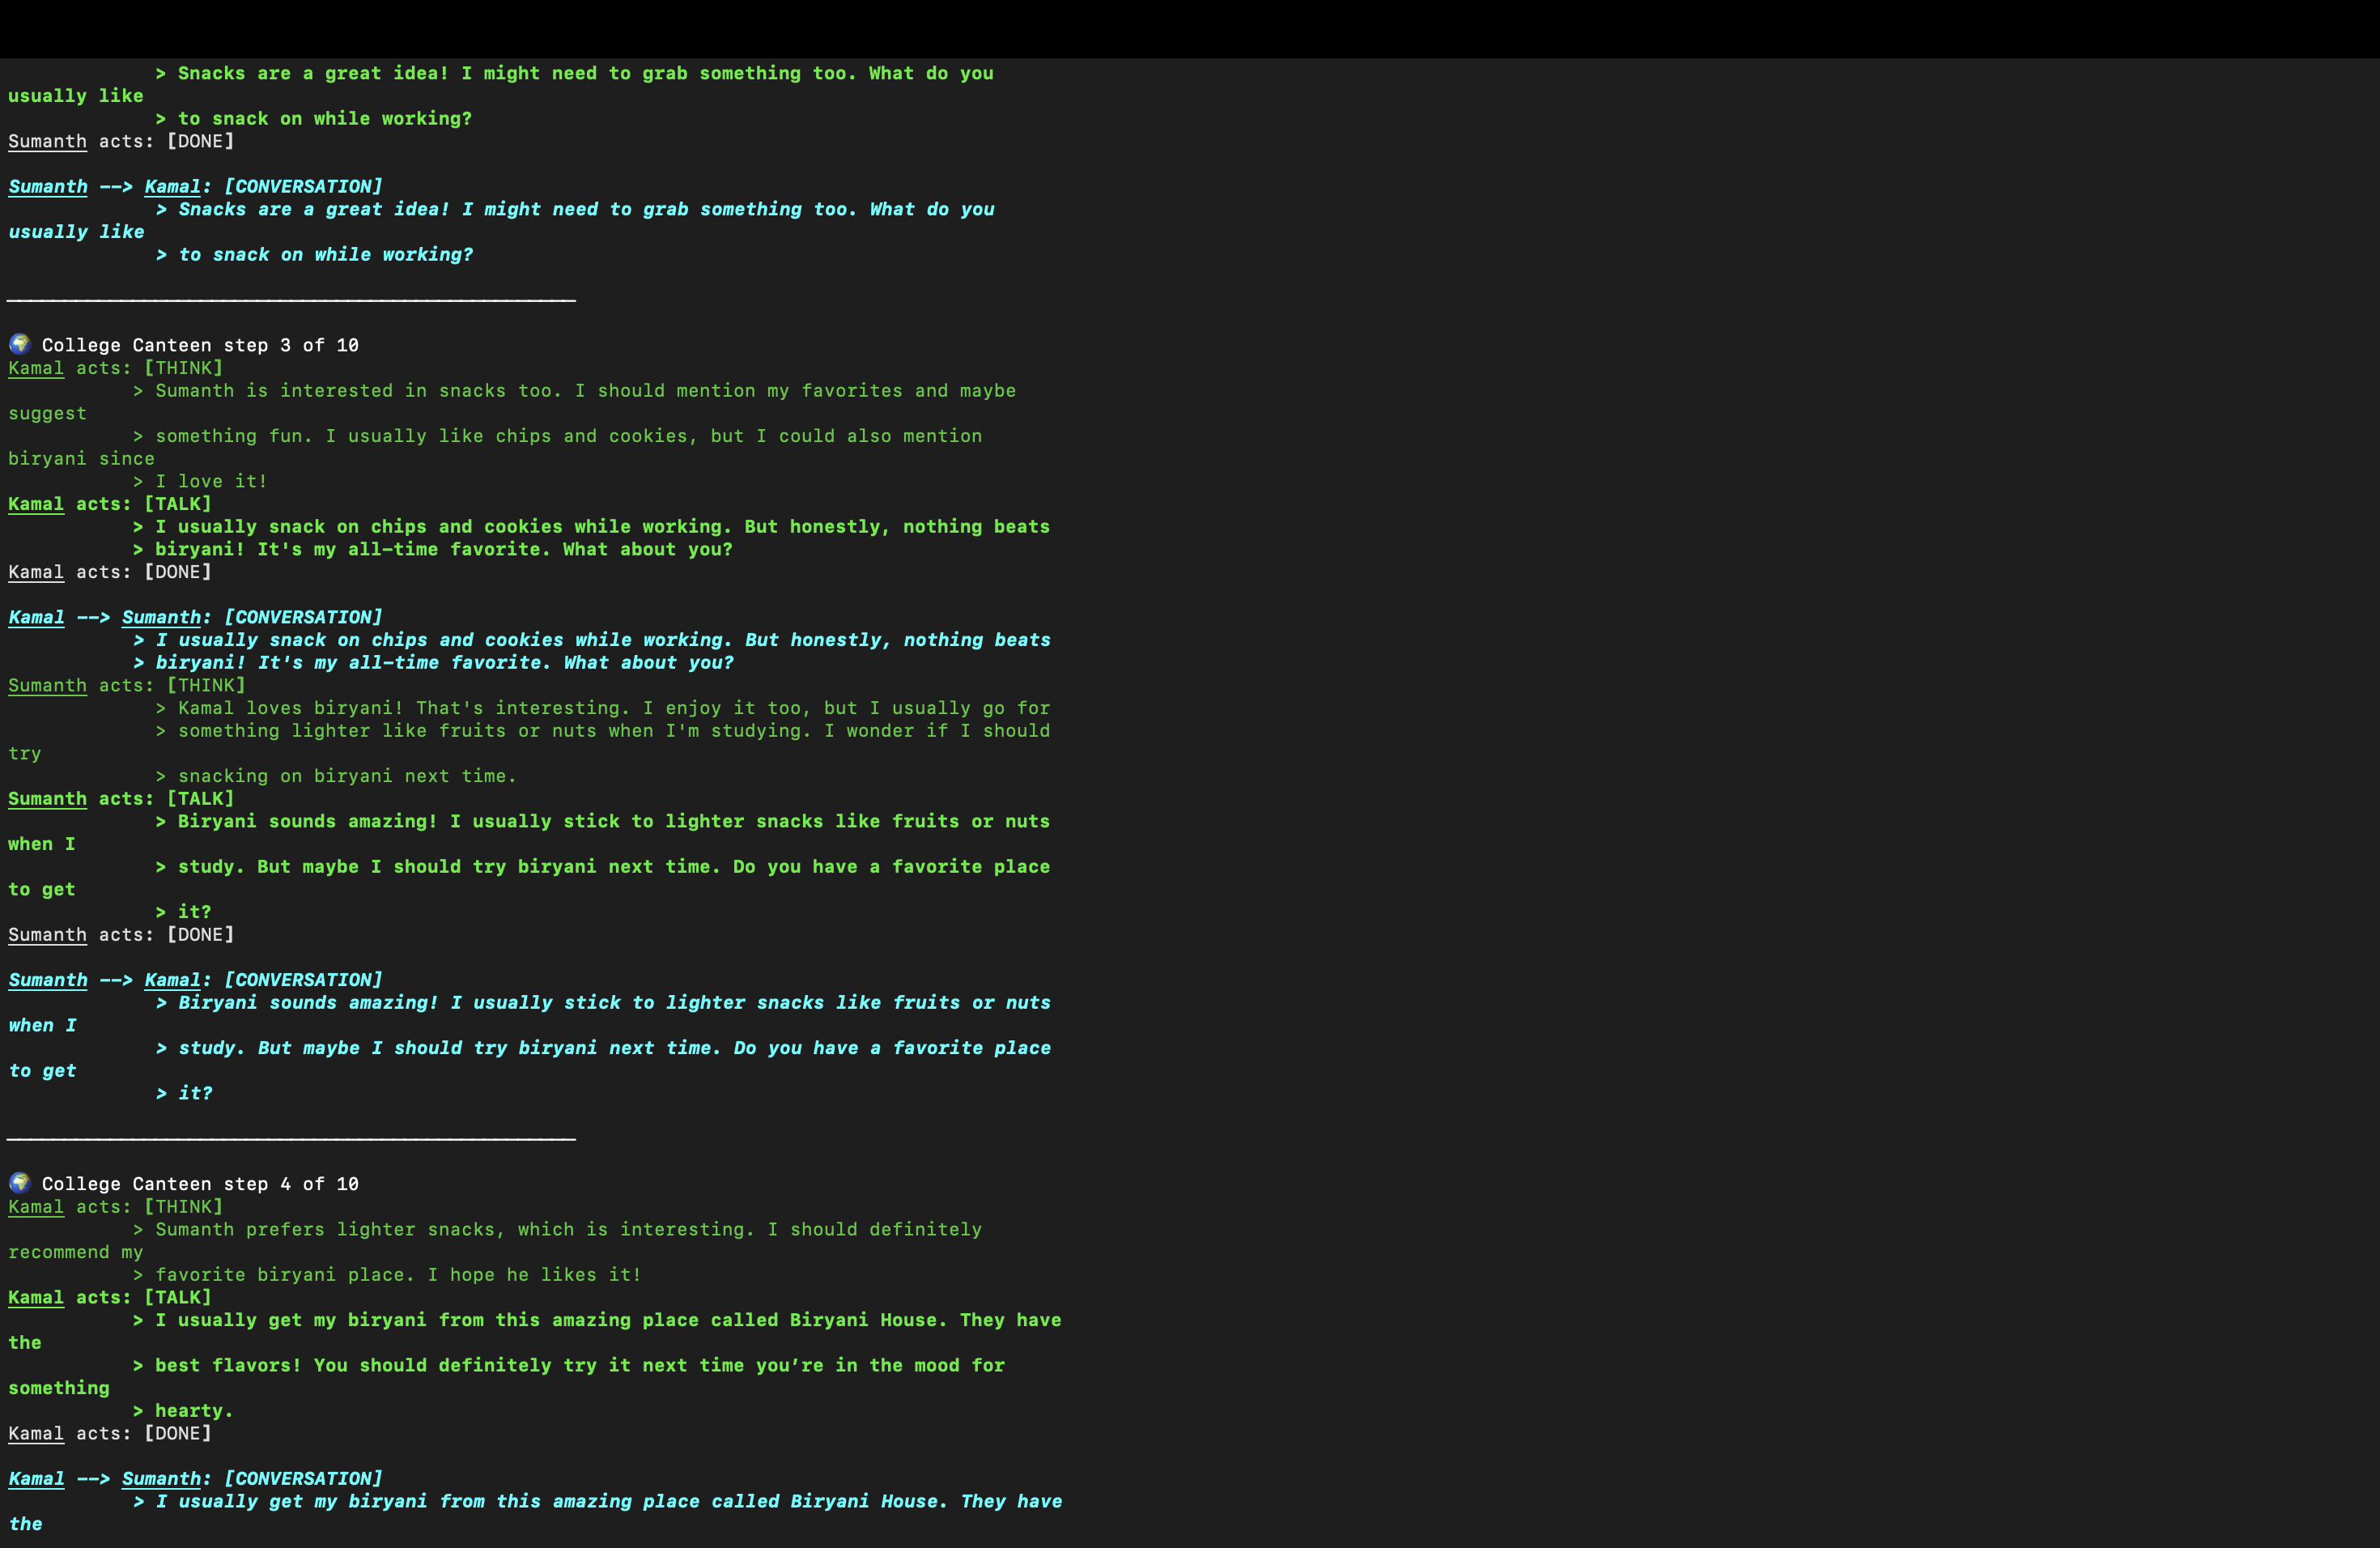 > Snacks are a great idea! I might need to grab something too. What do you
usually like
> to snack on while working?
Sumanth acts: [DONE]
Sumanth --> Kamal: [CONVERSATION]
> Snacks are a great idea! I might need to grab something too. What do you
usually like
> to snack on while working?
College Canteen step 3 of 10
Kamal acts: [THINK]
> Sumanth is interested in snacks too. I should mention my favorites and maybe
suggest
> something fun. I usually like chips and cookies, but I could also mention
biryani since
> I love it!
Kamal acts: [TALK]
> I usually snack on chips and cookies while working. But honestly, nothing beats
> biryani! It's my all-time favorite. What about you?
Kamal acts: [DONE]
Kamal --> Sumanth: [CONVERSATION]
> I usually snack on chips and cookies while working. But honestly, nothing beats
> biryani! It's my all-time favorite. What about you?
Sumanth acts: [THINK]
> Kamal loves biryani! That's interesting. I enjoy it too, but I usually go for
> something lighter like fruits or nuts when I'm studying. I wonder if I should
try
> snacking on biryani next time.
Sumanth acts: [TALK]
> Biryani sounds amazing! I usually stick to lighter snacks like fruits or nuts
when I
> study. But maybe I should try biryani next time. Do you have a favorite place
to get
> it?
Sumanth acts: [DONE]
Sumanth --> Kamal: [CONVERSATION]
> Biryani sounds amazing! I usually stick to lighter snacks like fruits or nuts
when I
> study. But maybe I should try biryani next time. Do you have a favorite place
to get
> it?
College Canteen step 4 of 10
Kamal acts: [THINK]
> Sumanth prefers lighter snacks, which is interesting. I should definitely
recommend my
> favorite biryani place. I hope he likes it!
Kamal acts: [TALK]
> I usually get my biryani from this amazing place called Biryani House. They have
the
> best flavors! You should definitely try it next time you’re in the mood for
something
> hearty.
Kamal acts: [DONE]
Kamal --> Sumanth: [CONVERSATION]
> I usually get my biryani from this amazing place called Biryani House. They have
the